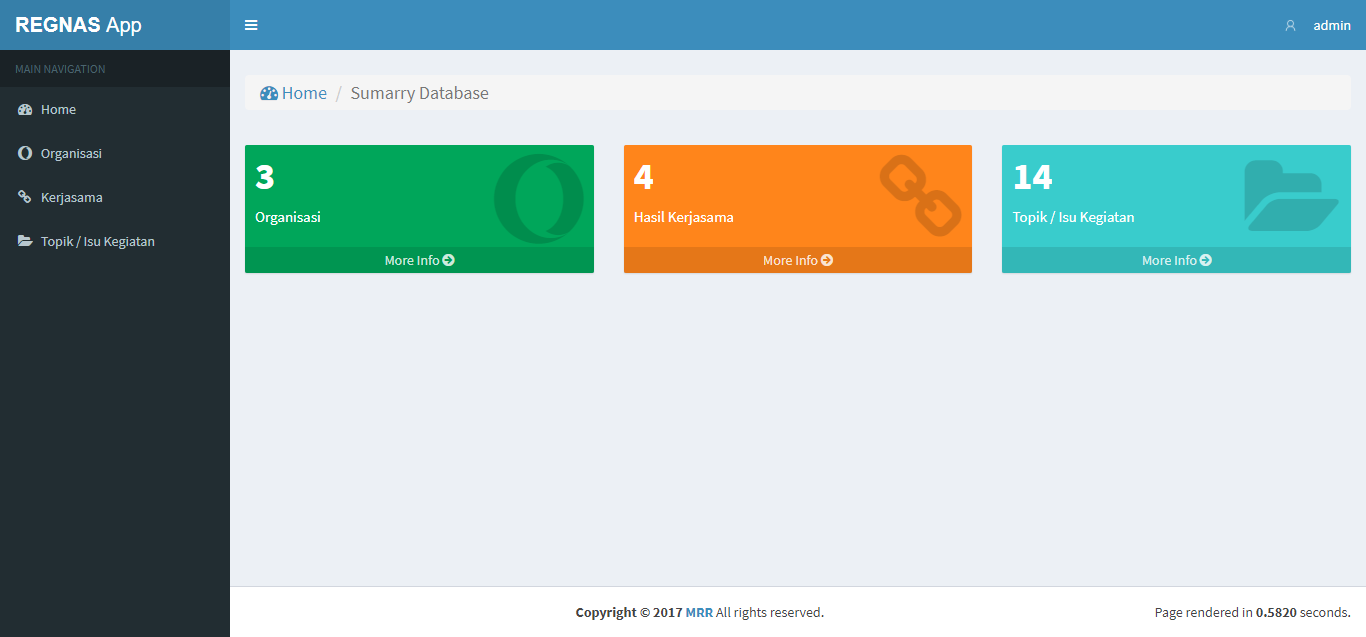 REGNAS App
admin
MAIN NAVIGATION
Home
Organisasi
Kerjasama
Topik / Isu Kegiatan
Home / Sumarry Database
3
Organisasi
More Info
4
Hasil Kerjasama
More Info
14
Topik / Isu Kegiatan
More Info
Copyright © 2017 MRR All rights reserved.
Page rendered in 0.5820 seconds.